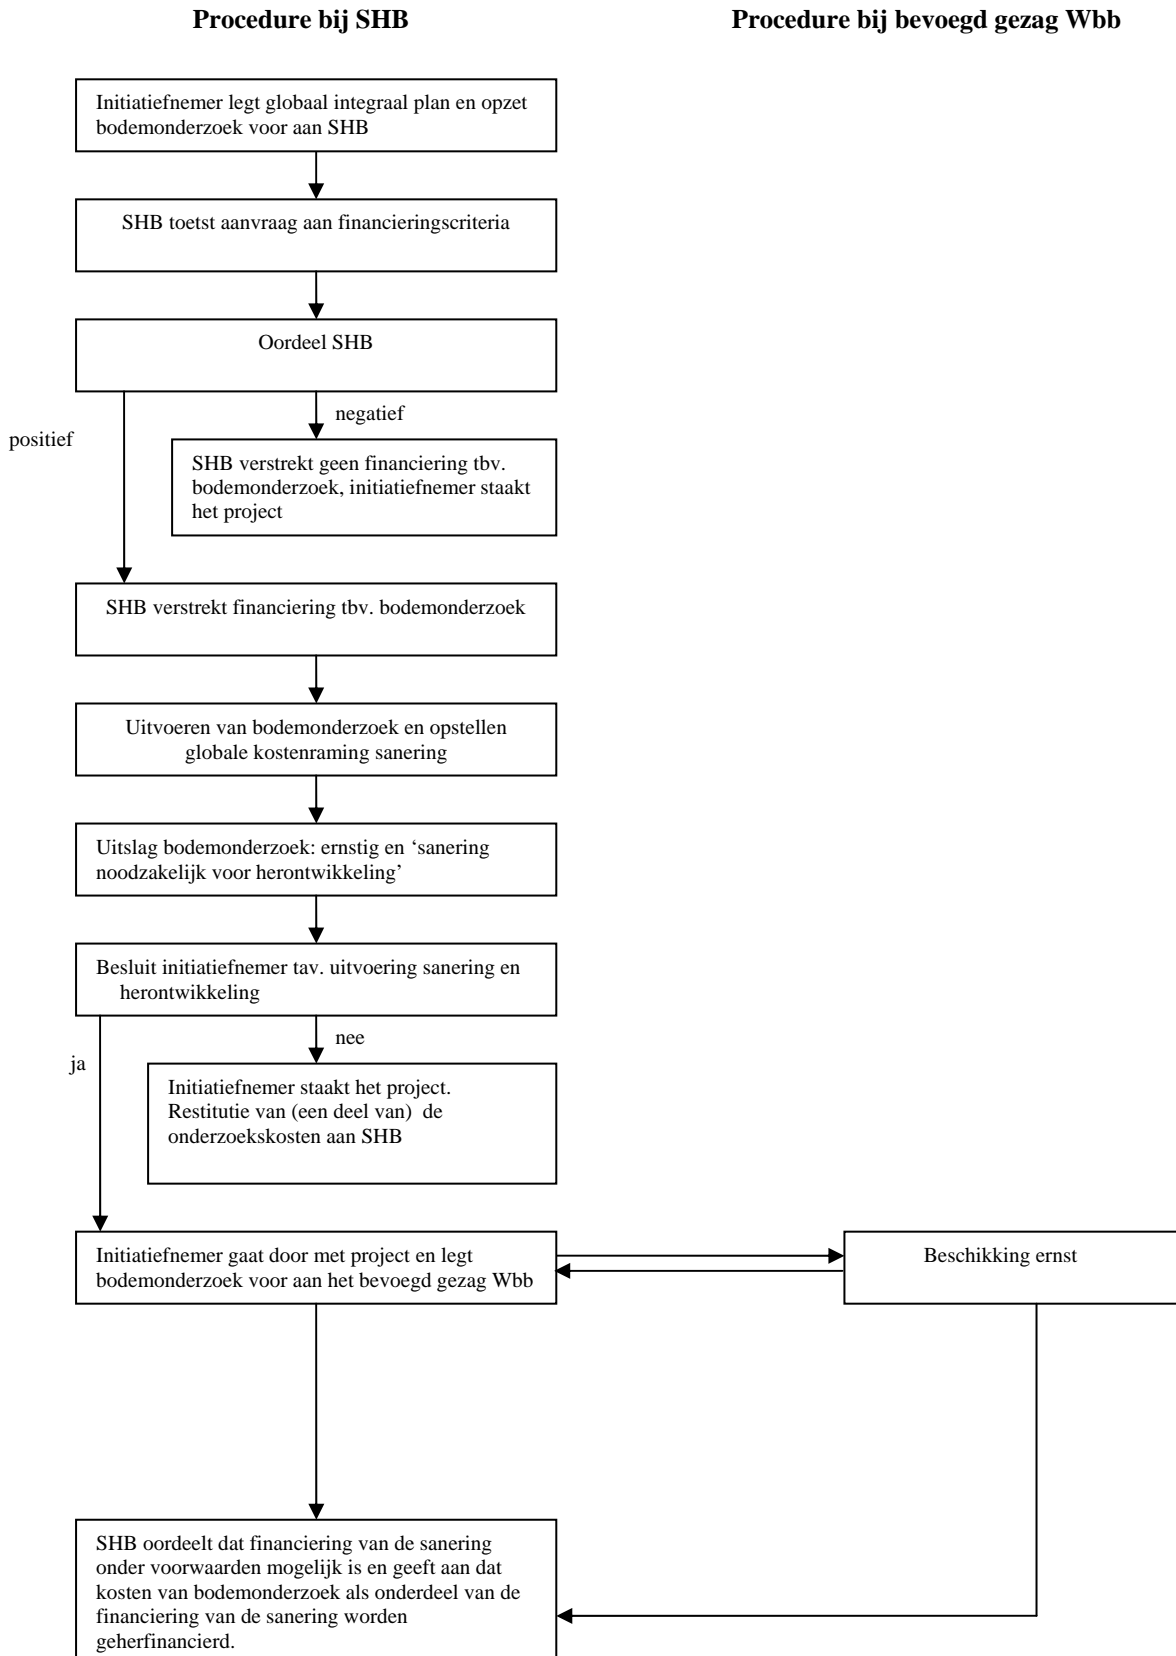 Procedure bij SHB
Procedure bij bevoegd gezag Wbb
Initiatiefnemer legt globaal integraal plan en opzet
bodemonderzoek voor aan SHB
SHB toetst aanvraag aan financieringscriteria
Oordeel SHB
negatief
positief
SHB verstrekt geen financiering tbv.
bodemonderzoek, initiatiefnemer staakt
het project
SHB verstrekt financiering tbv. bodemonderzoek
Uitvoeren van bodemonderzoek en opstellen
globale kostenraming sanering
Uitslag bodemonderzoek: ernstig en ‘sanering
noodzakelijk voor herontwikkeling’
Besluit initiatiefnemer tav. uitvoering sanering en
herontwikkeling
nee
ja
Initiatiefnemer staakt het project.
Restitutie van (een deel van)  de
onderzoekskosten aan SHB
Initiatiefnemer gaat door met project en legt
bodemonderzoek voor aan het bevoegd gezag Wbb
Beschikking ernst
SHB oordeelt dat financiering van de sanering
onder voorwaarden mogelijk is en geeft aan dat
kosten van bodemonderzoek als onderdeel van de
financiering van de sanering worden
geherfinancierd.